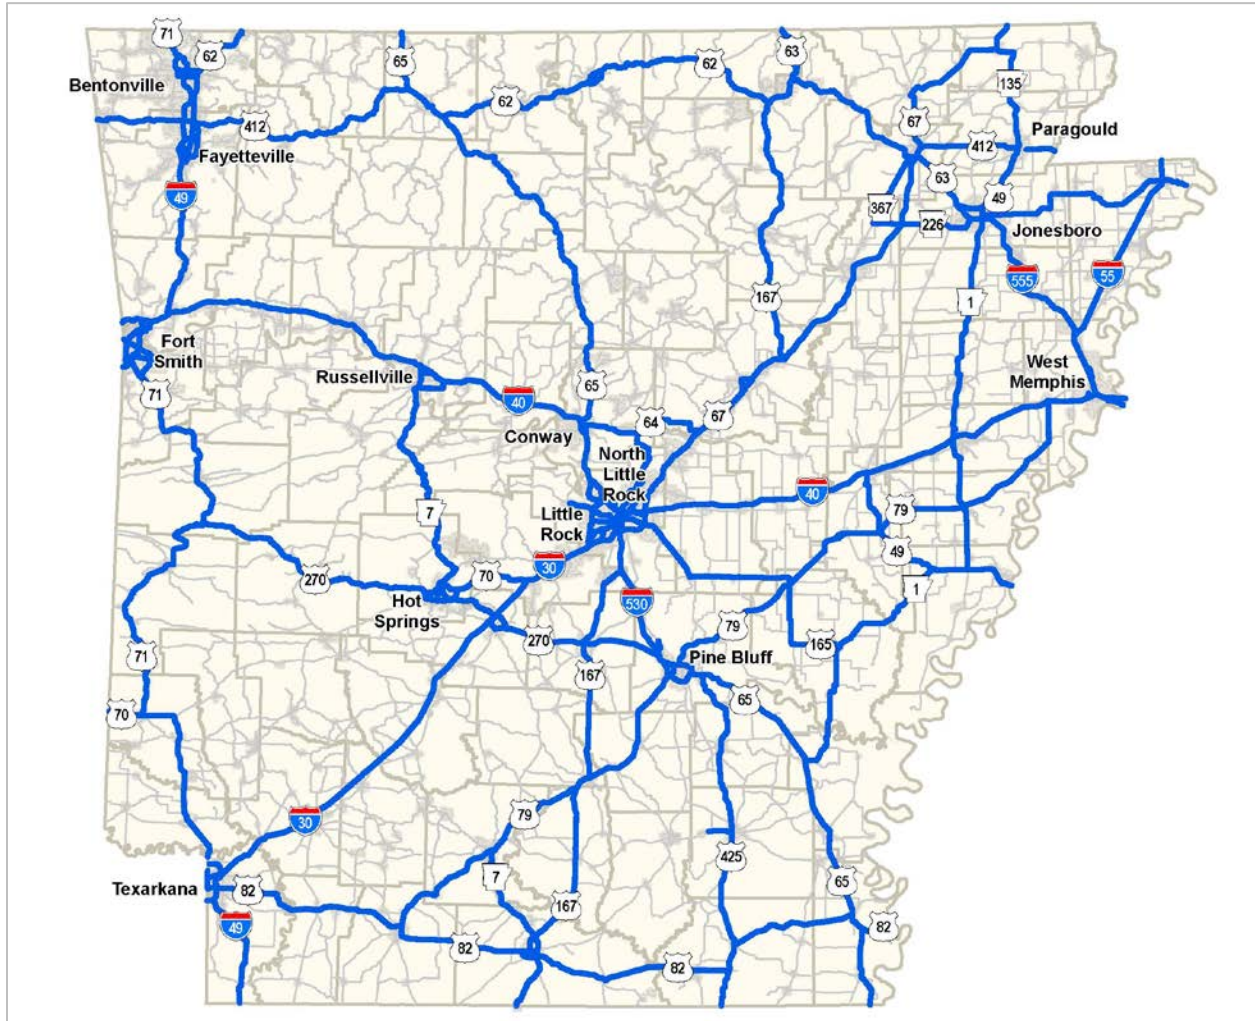 71
62
65
62
62
63
Bentonville
412
67
135
Paragould
412
Fayetteville
63
49
49
367
226
Jonesboro
555
55
167
1
Fort
Smith
71
Russellville
65
40
West
Memphis
Conway
64
67
North
Little
Rock
40
7
Little
Rock
79
49
30
1
270
70
Hot
Springs
530
270
79
165
Pine Bluff
71
167
65
70
79
30
425
7
65
Texarkana
82
167
49
82
82
82